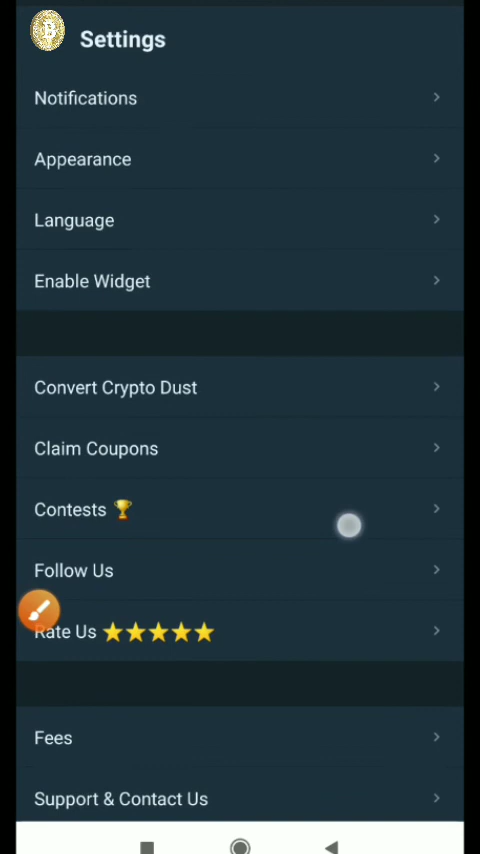 Settings
Notifications
Appearance
Language
Enable Widget
Convert Crypto Dust
Claim Coupons
Contests 🏆
Follow Us
Rate Us ⭐⭐⭐⭐⭐
Fees
Support & Contact Us